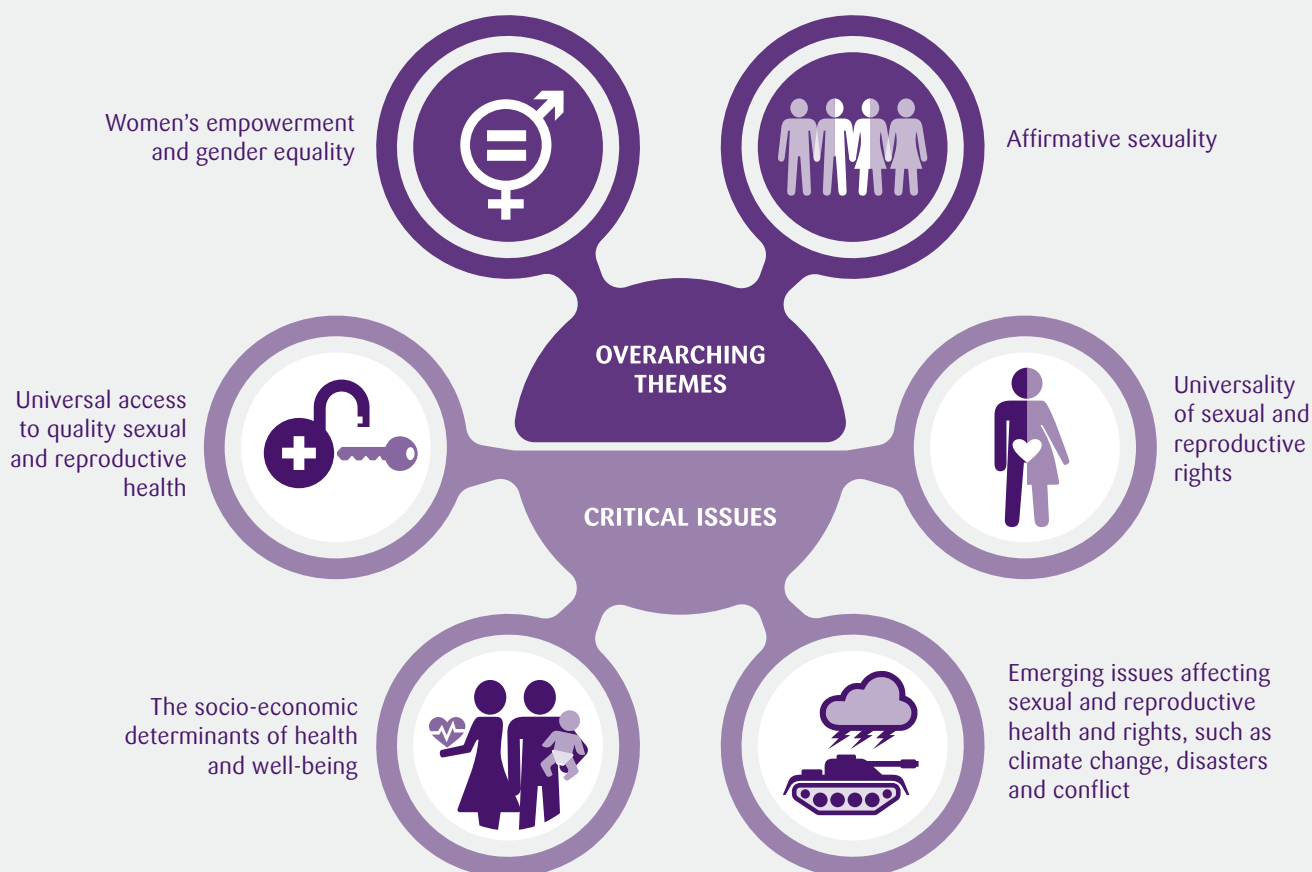 Women’s empowerment
and gender equality
Affirmative sexuality
OVERARCHING
THEMES
Universal access
to quality sexual
and reproductive
health
Universality
of sexual and
reproductive
rights
CRITICAL ISSUES
The socio-economic
determinants of health
and well-being
Emerging issues affecting
sexual and reproductive
health and rights, such as
climate change, disasters
and conflict